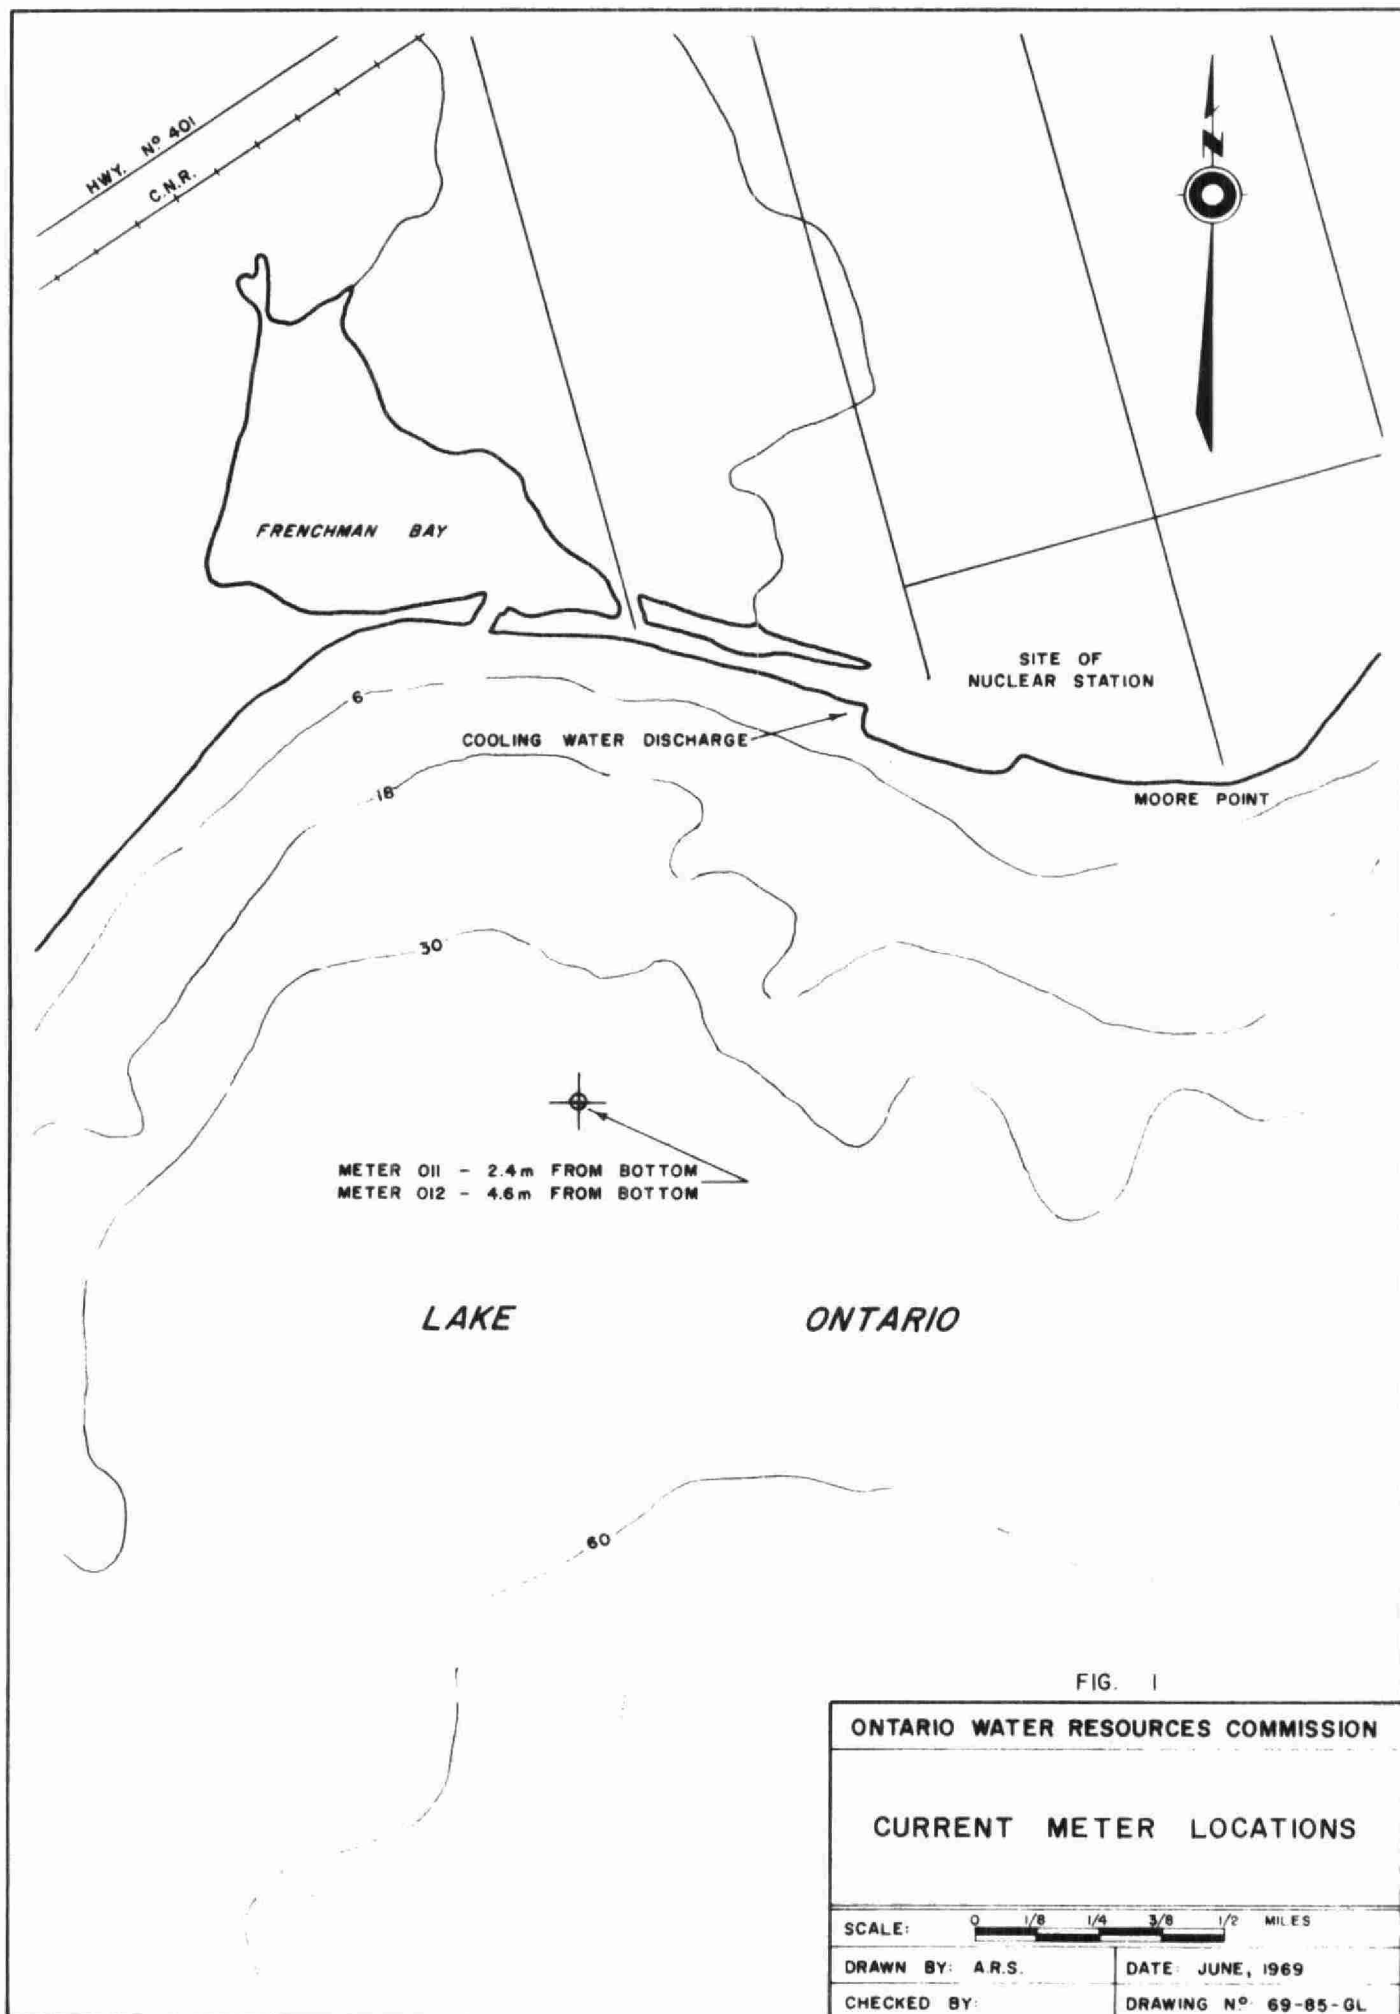 HWY. Nº 401
C.N.R.
N
FRENCHMAN BAY
SITE OF
NUCLEAR STATION
6
COOLING WATER DISCHARGE
18
MOORE POINT
30
METER 011 - 2.4m FROM BOTTOM
METER 012 - 4.6m FROM BOTTOM
LAKE ONTARIO
60
FIG. 1
ONTARIO WATER RESOURCES COMMISSION
CURRENT METER LOCATIONS
SCALE: 0 1/8 1/4 3/8 1/2 MILES
DRAWN BY: A.R.S. DATE: JUNE, 1969
CHECKED BY: DRAWING Nº 69-85-GL